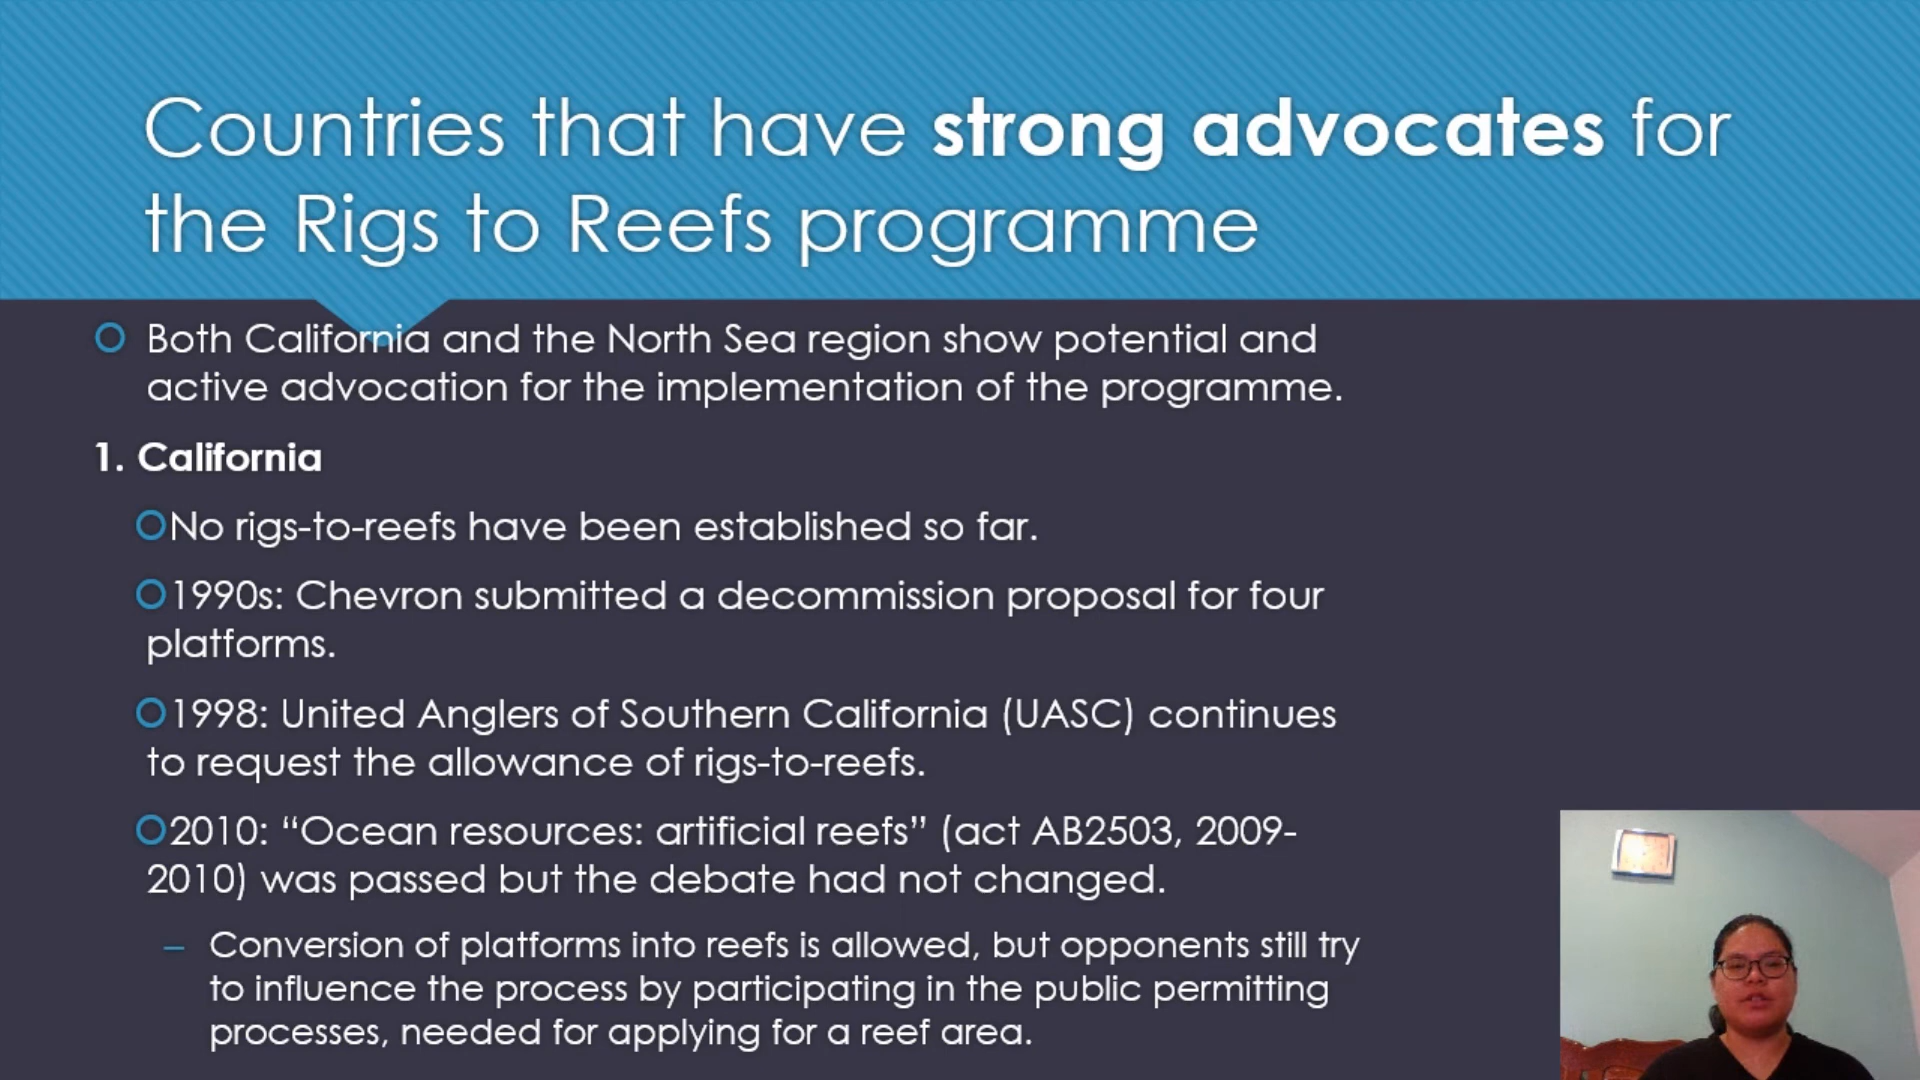 Countries that have strong advocates for
the Rigs to Reefs programme
Both California and the North Sea region show potential and
active advocation for the implementation of the programme.
1. California
No rigs-to-reefs have been established so far.
1990s: Chevron submitted a decommission proposal for four
platforms.
1998: United Anglers of Southern California (UASC) continues
to request the allowance of rigs-to-reefs.
2010: “Ocean resources: artificial reefs” (act AB2503, 2009-
2010) was passed but the debate had not changed.
– Conversion of platforms into reefs is allowed, but opponents still try
to influence the process by participating in the public permitting
processes, needed for applying for a reef area.